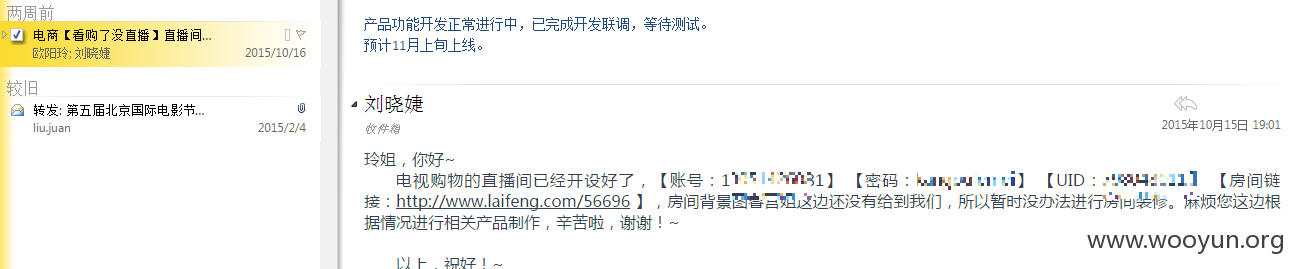 两周前
电商【看购了没直播】直播间...
欧阳玲; 刘晓婕 2015/10/16
较旧
转发: 第五届北京国际电影节...
liu.juan 2015/2/4
产品功能开发正常进行中，已完成开发联调，等待测试。
预计11月上旬上线。
刘晓婕
收件箱 2015年10月15日 19:01
玲姐，你好~
电视购物的直播间已经开设好了，【账号：1 31】【密码： 】【UID： 】【房间链
接：http://www.laifeng.com/56696 】，房间背景图 姐这边还没有给到我们，所以暂时没办法进行房间装修。麻烦您这边根
据情况进行相关产品制作，辛苦啦，谢谢！~
以上，祝好！~
www.wooyun.org